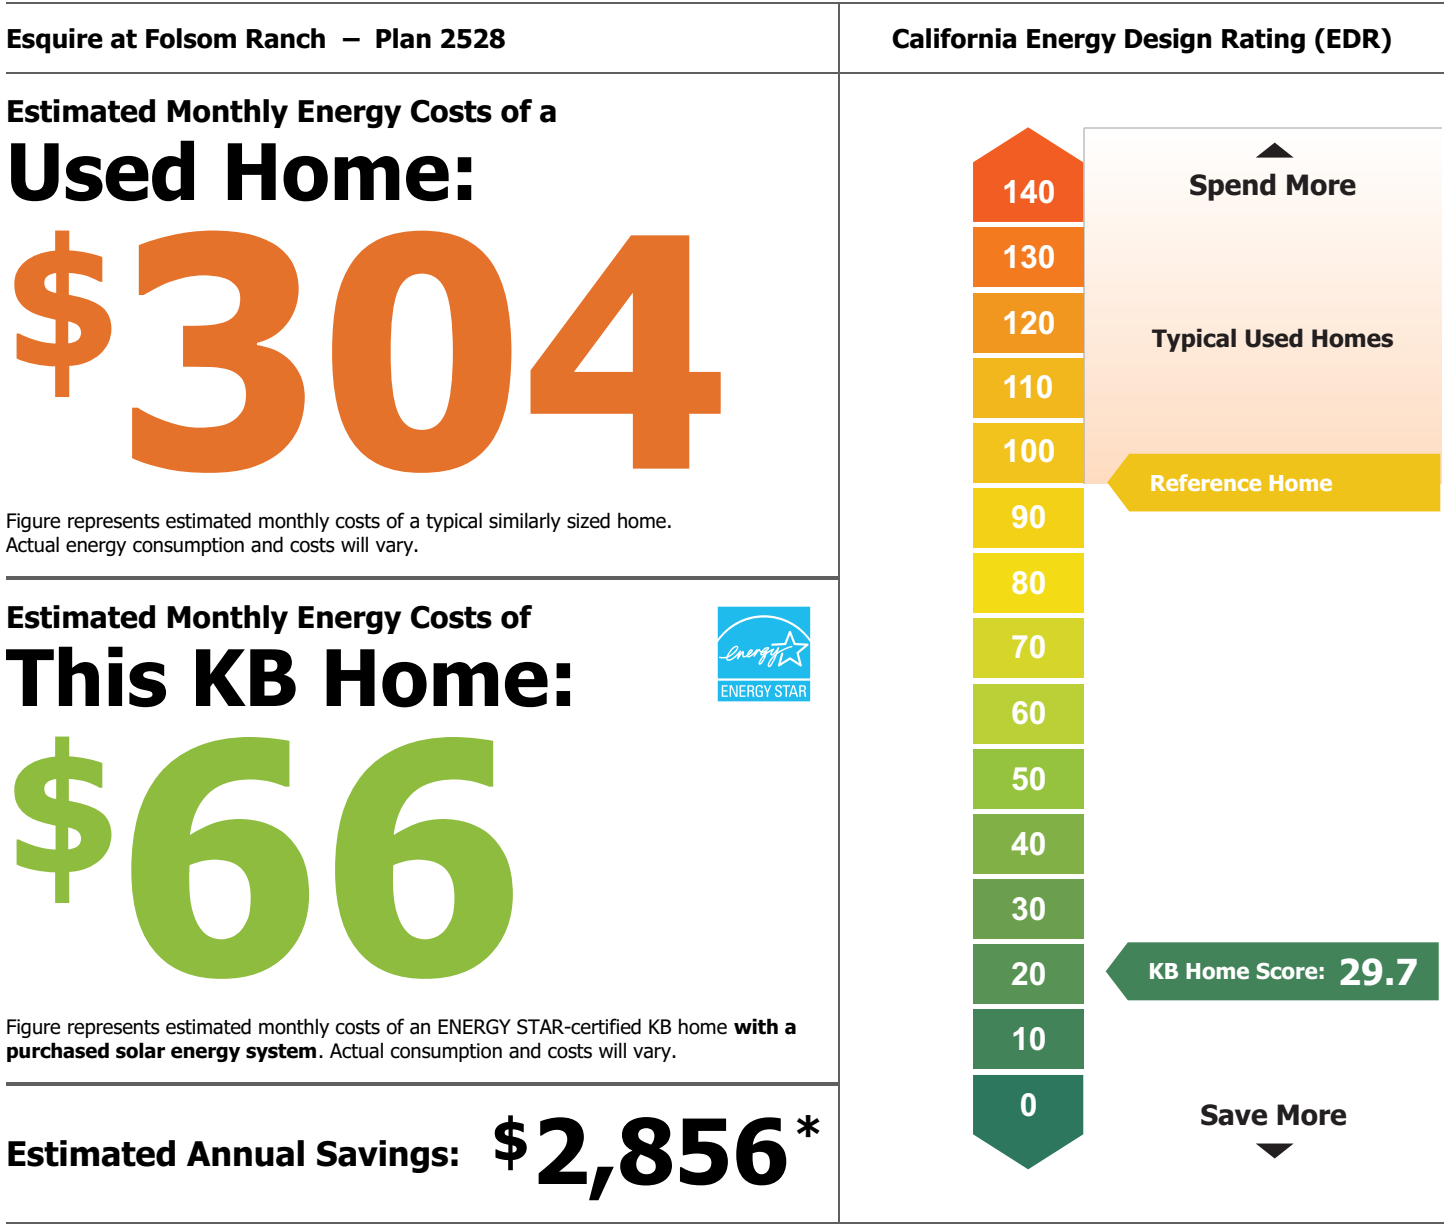 Esquire at Folsom Ranch – Plan 2528
Estimated Monthly Energy Costs of a
Used Home:
$304
Figure represents estimated monthly costs of a typical similarly sized home.
Actual energy consumption and costs will vary.
Estimated Monthly Energy Costs of
This KB Home:
energy
ENERGY STAR
$66
Figure represents estimated monthly costs of an ENERGY STAR-certified KB home with a
purchased solar energy system. Actual consumption and costs will vary.
Estimated Annual Savings: $2,856*
California Energy Design Rating (EDR)
140
Spend More
130
120
Typical Used Homes
110
100
Reference Home
90
80
70
60
50
40
30
20
KB Home Score: 29.7
10
0
Save More